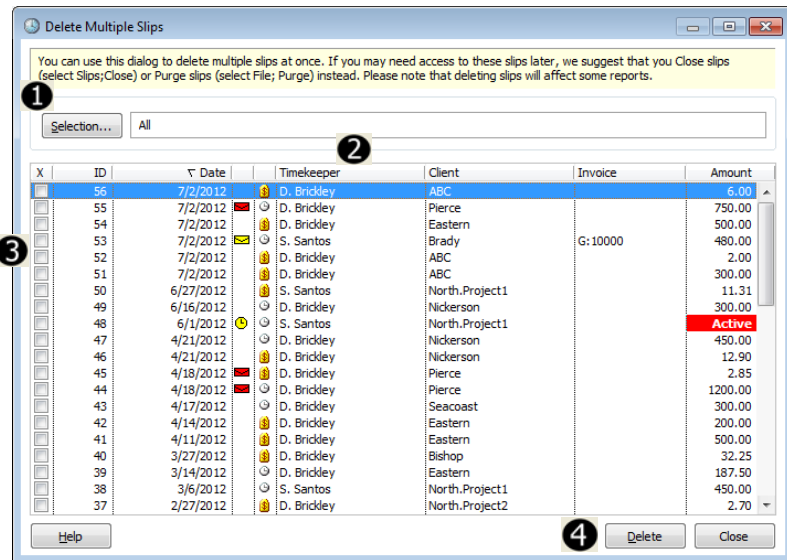 Delete Multiple Slips
You can use this dialog to delete multiple slips at once. If you may need access to these slips later, we suggest that you Close slips
(select Slips;Close) or Purge slips (select File; Purge) instead. Please note that deleting slips will affect some reports.
1
Selection... All
2
X ID Date Timekeeper Client Invoice Amount
56 7/2/2012 D. Brickley ABC 6.00
55 7/2/2012 D. Brickley Pierce 750.00
54 7/2/2012 D. Brickley Eastern 500.00
3 53 7/2/2012 S. Santos Brady G:10000 480.00
52 7/2/2012 D. Brickley ABC 2.00
51 7/2/2012 D. Brickley ABC 300.00
50 6/27/2012 S. Santos North.Project1 11.31
49 6/16/2012 D. Brickley Nickerson 300.00
48 6/1/2012 S. Santos North.Project1 Active
47 4/21/2012 D. Brickley Nickerson 450.00
46 4/21/2012 D. Brickley Nickerson 12.90
45 4/18/2012 D. Brickley Pierce 2.85
44 4/18/2012 D. Brickley Pierce 1200.00
43 4/17/2012 D. Brickley Seacoast 300.00
42 4/14/2012 D. Brickley Eastern 200.00
41 4/11/2012 D. Brickley Eastern 500.00
40 3/27/2012 D. Brickley Bishop 32.25
39 3/14/2012 D. Brickley Eastern 187.50
38 3/6/2012 S. Santos North.Project1 450.00
37 2/27/2012 D. Brickley North.Project2 2.70
Help 4 Delete Close